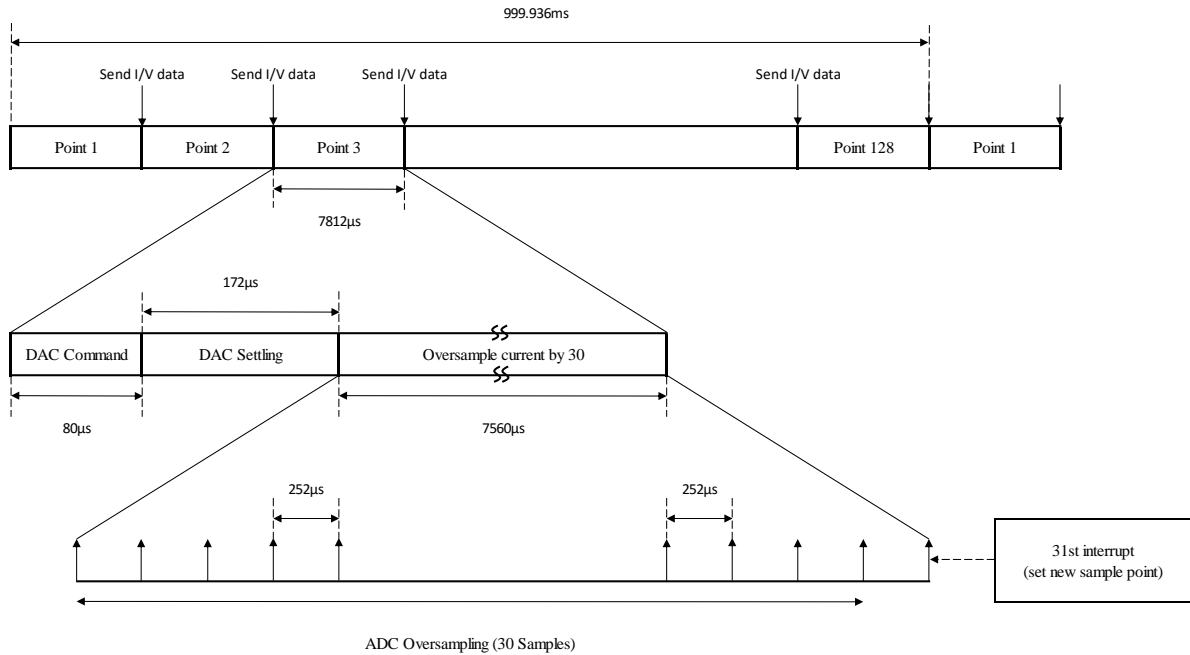 999.936ms
Send I/V data Send I/V data Send I/V data Send I/V data
Point 1 Point 2 Point 3 Point 128 Point 1
7812µs
172µs
DAC Command DAC Settling Oversample current by 30
80µs
7560µs
252µs 252µs
31st interrupt
(set new sample point)
ADC Oversampling (30 Samples)